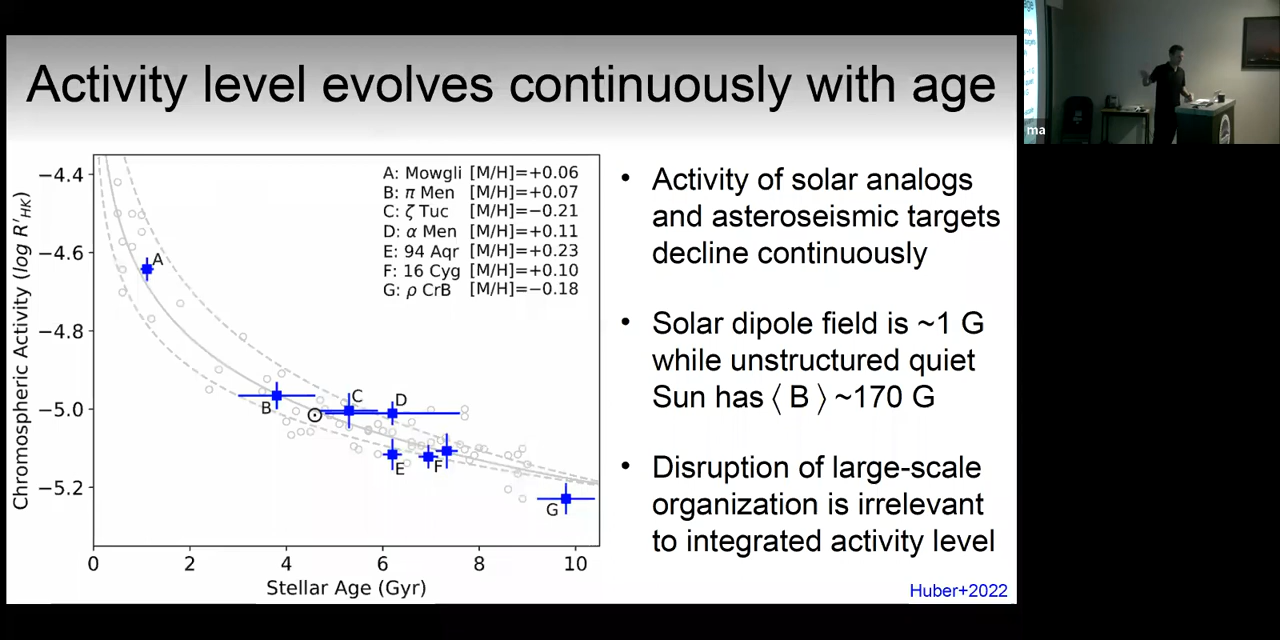 Activity level evolves continuously with age
−4.4
−4.6
−4.8
−5.0
−5.2
Chromospheric Activity (log R'HK)
0 2 4 6 8 10
Stellar Age (Gyr)
A: Mowgli [M/H]=+0.06
B: π Men [M/H]=+0.07
C: ζ Tuc [M/H]=−0.21
D: α Men [M/H]=+0.11
E: 94 Aqr [M/H]=+0.23
F: 16 Cyg [M/H]=+0.10
G: ρ CrB [M/H]=−0.18
A
B
C
D
E
F
G
• Activity of solar analogs
and asteroseismic targets
decline continuously
• Solar dipole field is ~1 G
while unstructured quiet
Sun has ⟨ B ⟩ ~170 G
• Disruption of large-scale
organization is irrelevant
to integrated activity level
Huber+2022
ma